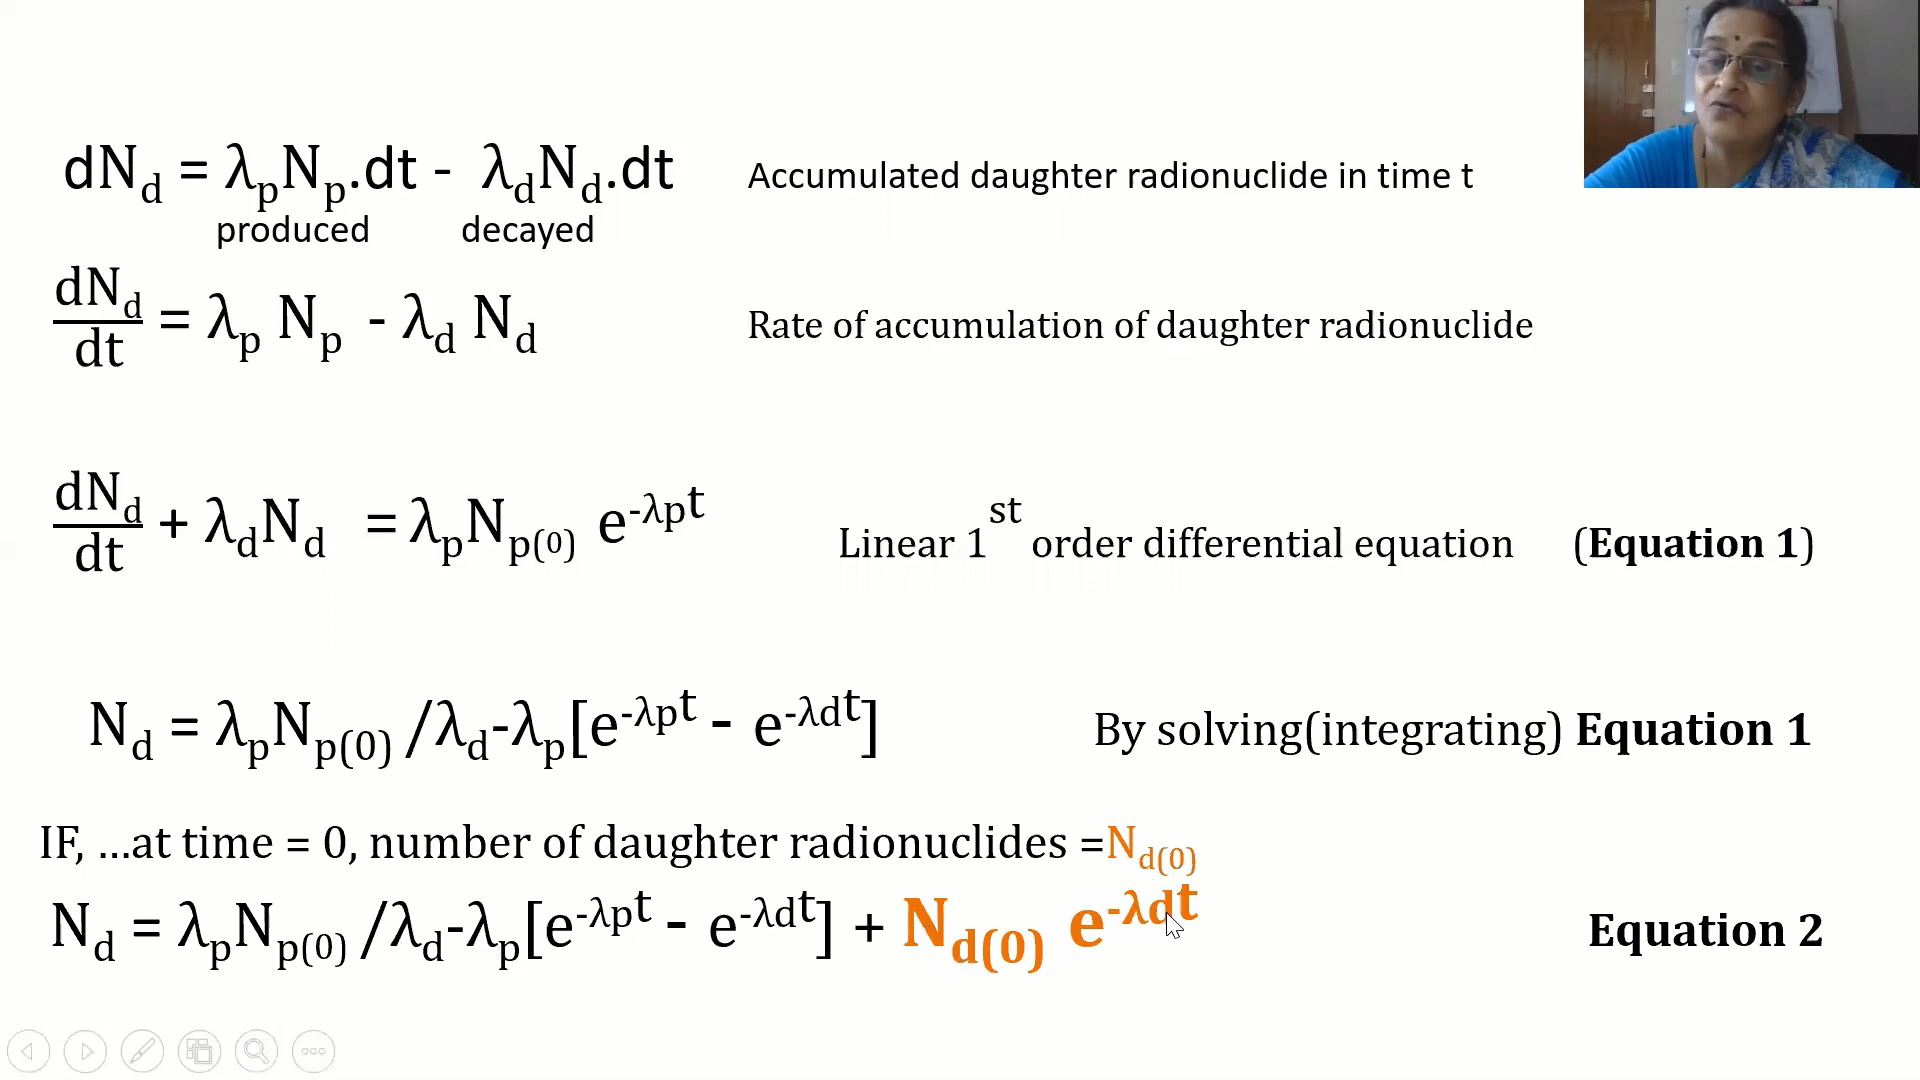 dN_d = λ_pN_p.dt - λ_dN_d.dt Accumulated daughter radionuclide in time t
produced decayed
dN_d/dt = λ_p N_p - λ_d N_d Rate of accumulation of daughter radionuclide
dN_d/dt + λ_dN_d = λ_pN_p(0) e^-λpt Linear 1^st order differential equation (Equation 1)
N_d = λ_pN_p(0) /λ_d-λ_p[e^-λpt - e^-λdt] By solving(integrating) Equation 1
IF, ...at time = 0, number of daughter radionuclides =N_d(0)
N_d = λ_pN_p(0) /λ_d-λ_p[e^-λpt - e^-λdt] + N_d(0) e^-λdt Equation 2